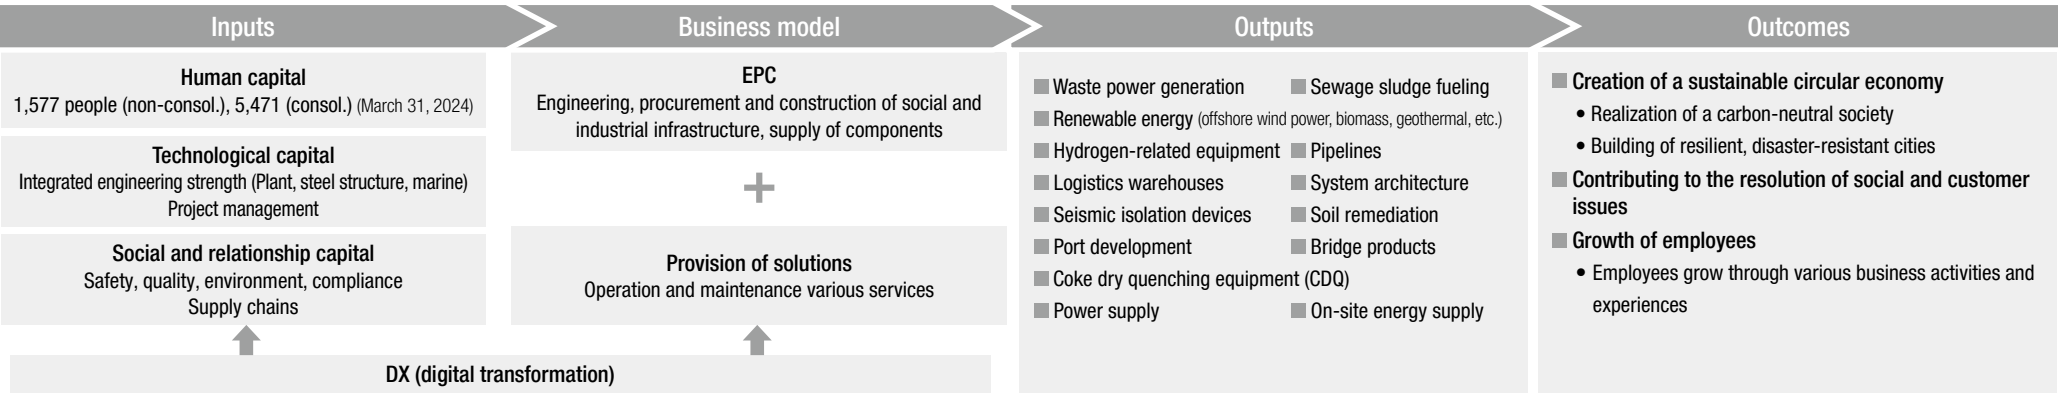 Inputs
Business model
Outputs
Outcomes
Human capital
1,577 people (non-consol.), 5,471 (consol.) (March 31, 2024)
Technological capital
Integrated engineering strength (Plant, steel structure, marine)
Project management
Social and relationship capital
Safety, quality, environment, compliance
Supply chains
EPC
Engineering, procurement and construction of social and
industrial infrastructure, supply of components
+
Provision of solutions
Operation and maintenance various services
DX (digital transformation)
■ Waste power generation ■ Sewage sludge fueling
■ Renewable energy (offshore wind power, biomass, geothermal, etc.)
■ Hydrogen-related equipment ■ Pipelines
■ Logistics warehouses ■ System architecture
■ Seismic isolation devices ■ Soil remediation
■ Port development ■ Bridge products
■ Coke dry quenching equipment (CDQ)
■ Power supply ■ On-site energy supply
■ Creation of a sustainable circular economy
• Realization of a carbon-neutral society
• Building of resilient, disaster-resistant cities
■ Contributing to the resolution of social and customer
issues
■ Growth of employees
• Employees grow through various business activities and
experiences